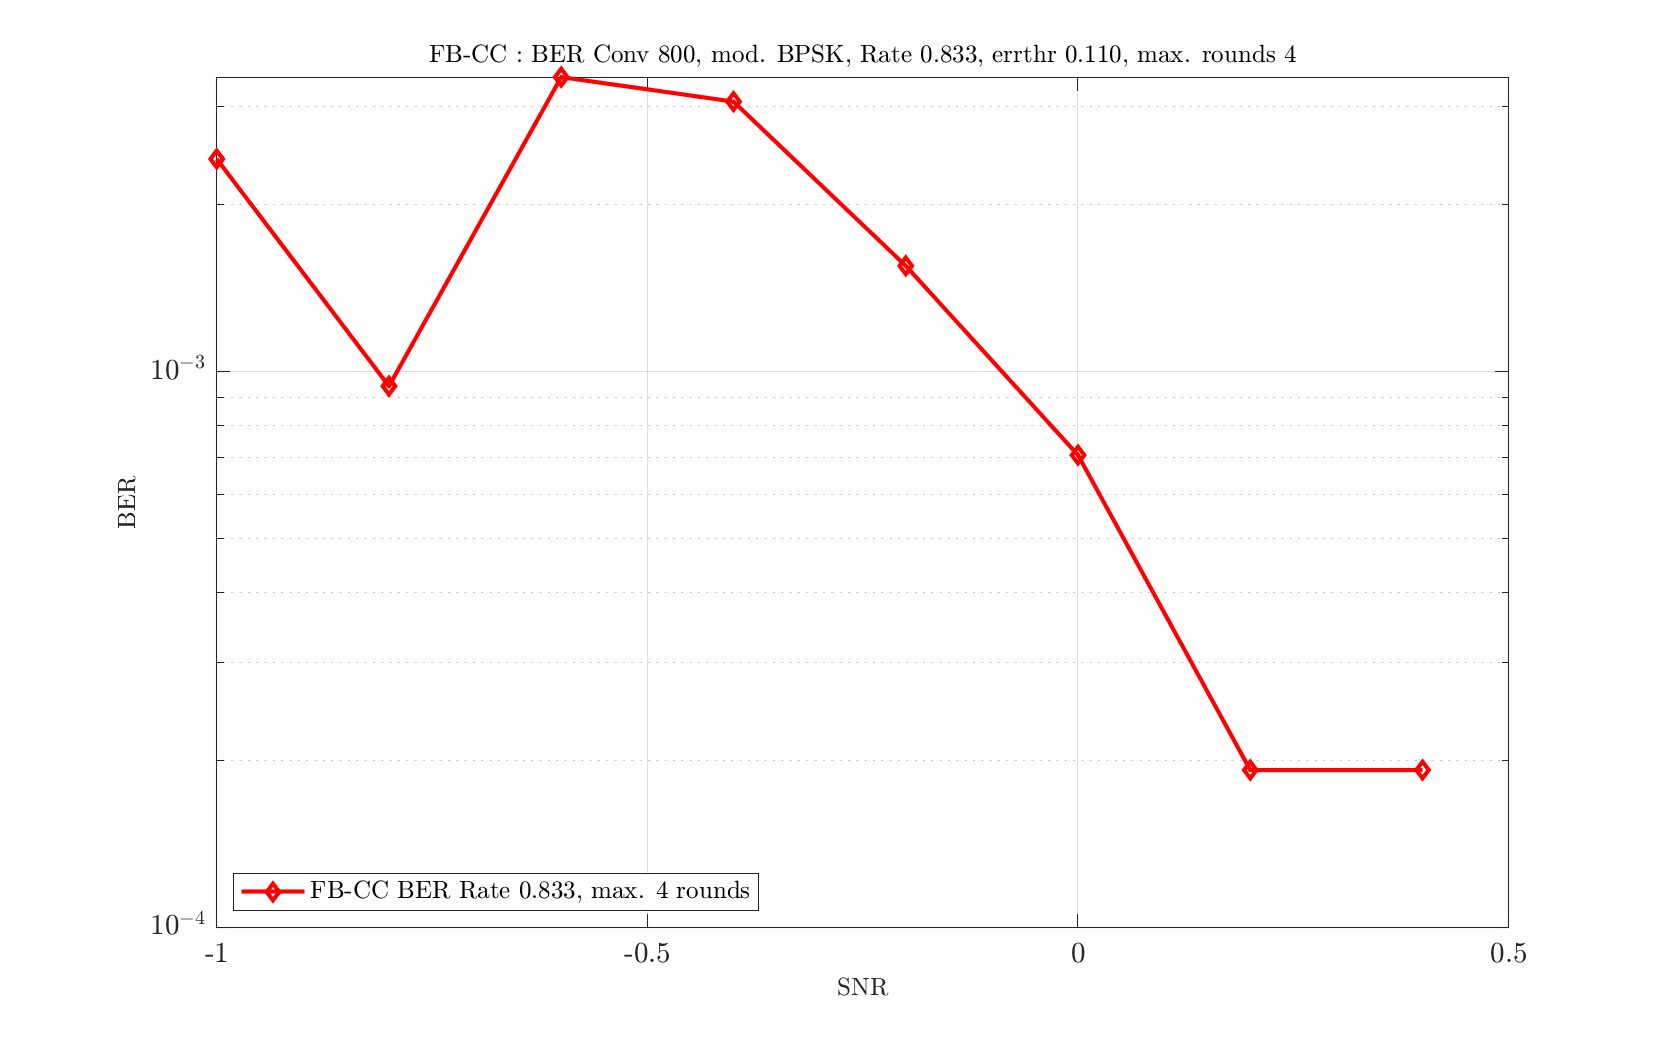 FB-CC : BER Conv 800, mod. BPSK, Rate 0.833, errthr 0.110, max. rounds 4
10⁻³
BER
FB-CC BER Rate 0.833, max. 4 rounds
10⁻⁴
-1 -0.5 0 0.5
SNR